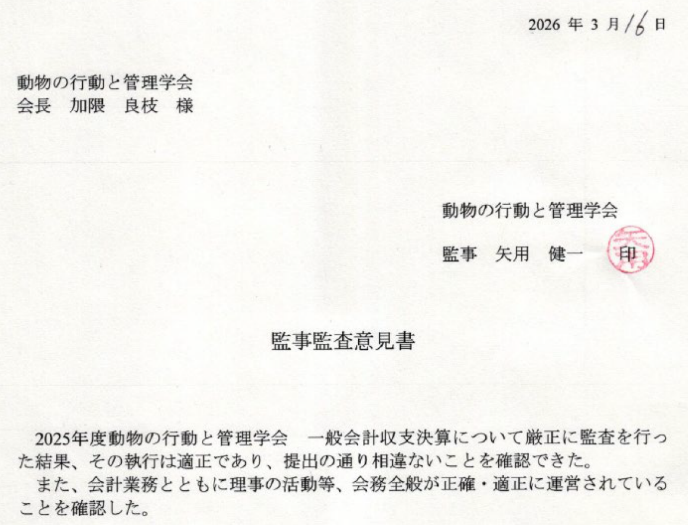 2026 年 3 月 16 日
動物の行動と管理学会
会長 加隈 良枝 様
動物の行動と管理学会
監事 矢用 健一 印
監事監査意見書
2025年度動物の行動と管理学会 一般会計収支決算について厳正に監査を行っ
た結果、その執行は適正であり、提出の通り相違ないことを確認できた。
また、会計業務とともに理事の活動等、会務全般が正確・適正に運営されている
ことを確認した。